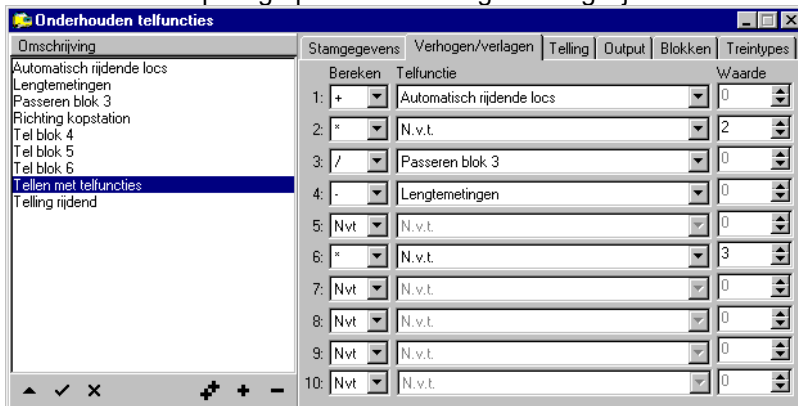 Onderhouden telfuncties
Omschrijving
Automatisch rijdende locs
Lengtemetingen
Passeren blok 3
Richting kopstation
Tel blok 4
Tel blok 5
Tel blok 6
Tellen met telfuncties
Telling rijdend
Stamgegevens Verhogen/verlagen Telling Output Blokken Treintypes
Bereken Telfunctie Waarde
1: + Automatisch rijdende locs 0
2: * N.v.t. 2
3: / Passeren blok 3 0
4: - Lengtemetingen 0
5: Nvt N.v.t. 0
6: * N.v.t. 3
7: Nvt N.v.t. 0
8: Nvt N.v.t. 0
9: Nvt N.v.t. 0
10: Nvt N.v.t. 0